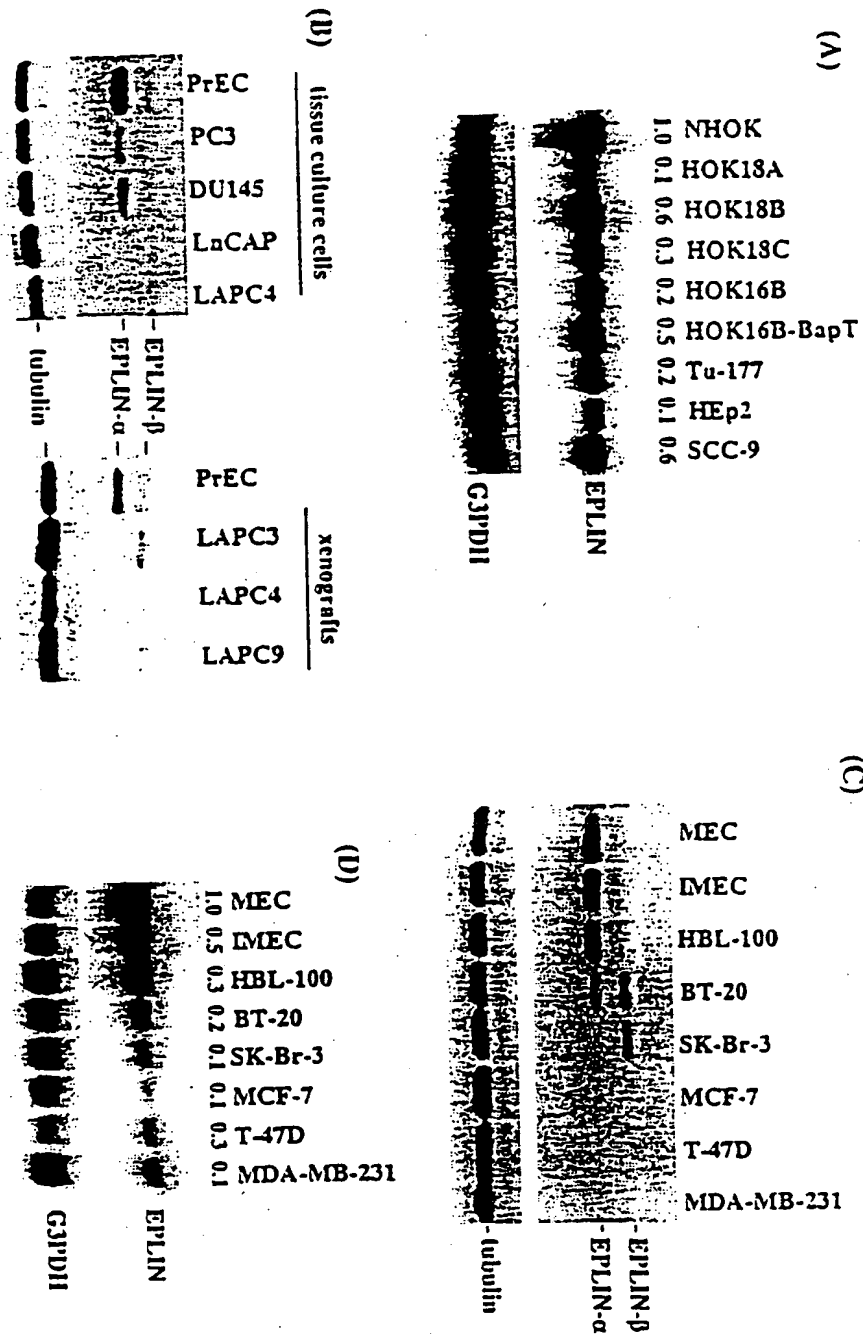 (A)
NHOK
HOK18A
HOK18B
HOK18C
HOK16B
HOK16B-BapT
Tu-177
HEp2
SCC-9
1.0 0.1 0.6 0.3 0.2 0.5 0.2 0.1 0.6
EPLIN
G3PDH
(B)
tissue culture cells
PrEC
PC3
DU145
LnCAP
LAPC4
EPLIN-β
EPLIN-α
tubulin
xenografts
PrEC
LAPC3
LAPC4
LAPC9
(C)
MEC
IMEC
HBL-100
BT-20
SK-Br-3
MCF-7
T-47D
MDA-MB-231
EPLIN-β
EPLIN-α
tubulin
(D)
MEC
IMEC
HBL-100
BT-20
SK-Br-3
MCF-7
T-47D
MDA-MB-231
1.0 0.5 0.3 0.2 0.1 0.1 0.3 0.1
EPLIN
G3PDH